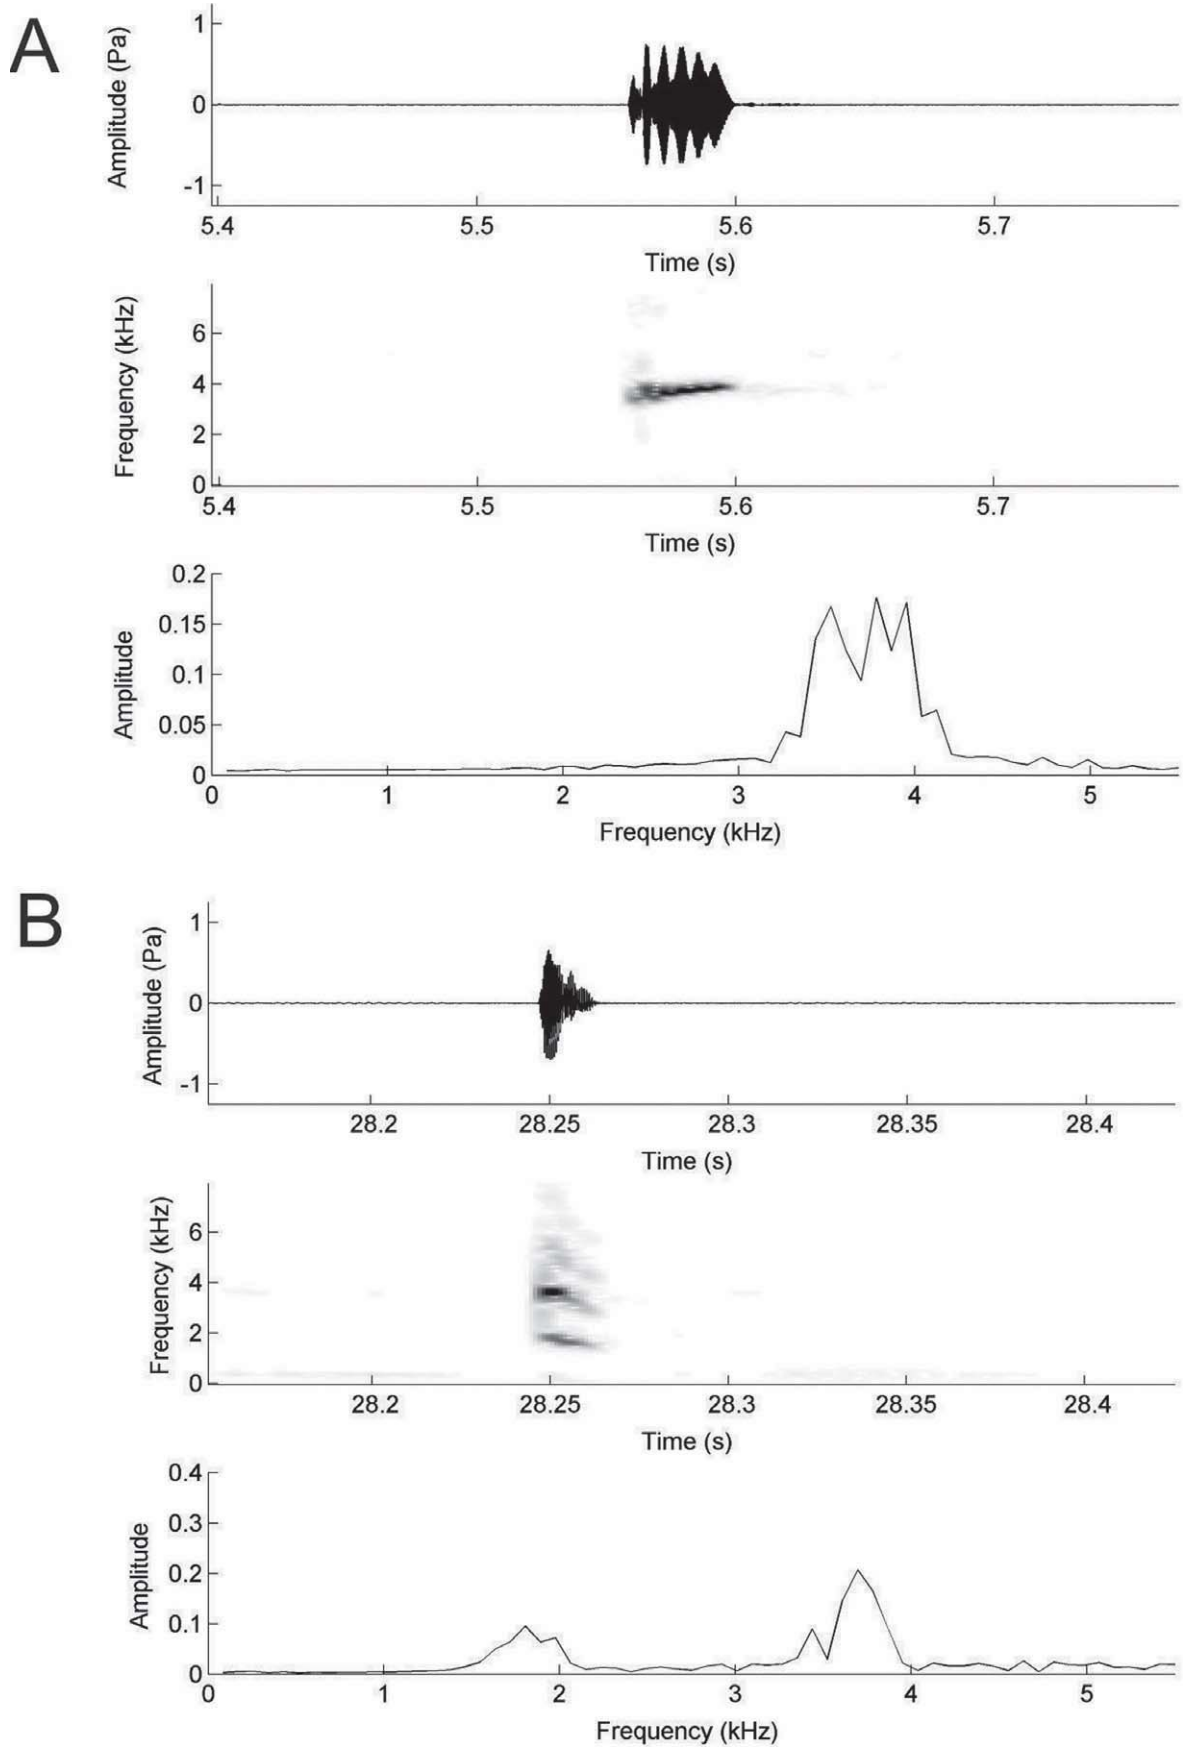 A
Amplitude (Pa)
1
0
-1
5.4 5.5 5.6 5.7
Time (s)
Frequency (kHz)
6
4
2
0
5.4 5.5 5.6 5.7
Time (s)
Amplitude
0.2
0.15
0.1
0.05
0
0 1 2 3 4 5
Frequency (kHz)
B
Amplitude (Pa)
1
0
-1
28.2 28.25 28.3 28.35 28.4
Time (s)
Frequency (kHz)
6
4
2
0
28.2 28.25 28.3 28.35 28.4
Time (s)
Amplitude
0.4
0.3
0.2
0.1
0
0 1 2 3 4 5
Frequency (kHz)